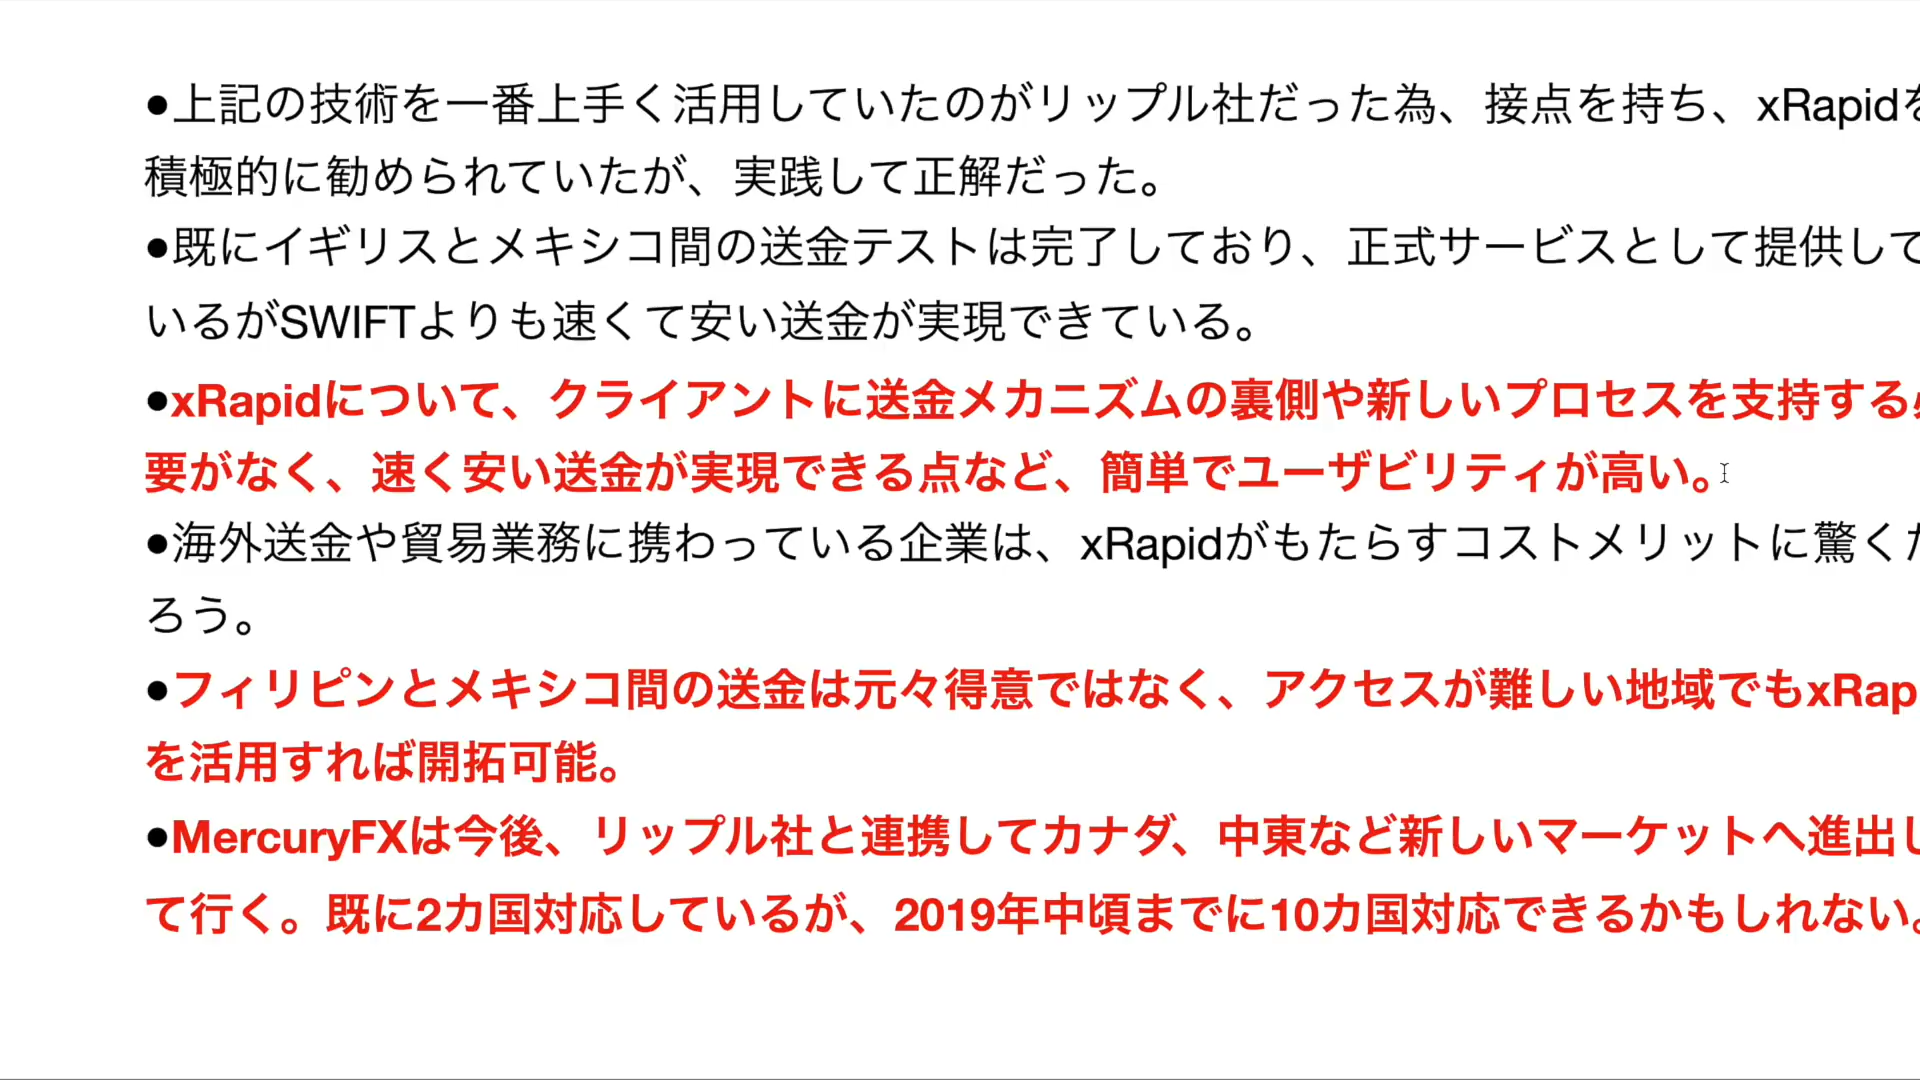 ●上記の技術を一番上手く活用していたのがリップル社だった為、接点を持ち、xRapidを
積極的に勧められていたが、実践して正解だった。
●既にイギリスとメキシコ間の送金テストは完了しており、正式サービスとして提供して
いるがSWIFTよりも速くて安い送金が実現できている。
●xRapidについて、クライアントに送金メカニズムの裏側や新しいプロセスを支持する必
要がなく、速く安い送金が実現できる点など、簡単でユーザビリティが高い。
●海外送金や貿易業務に携わっている企業は、xRapidがもたらすコストメリットに驚くだ
ろう。
●フィリピンとメキシコ間の送金は元々得意ではなく、アクセスが難しい地域でもxRap
を活用すれば開拓可能。
●MercuryFXは今後、リップル社と連携してカナダ、中東など新しいマーケットへ進出し
て行く。既に2カ国対応しているが、2019年中頃までに10カ国対応できるかもしれない。